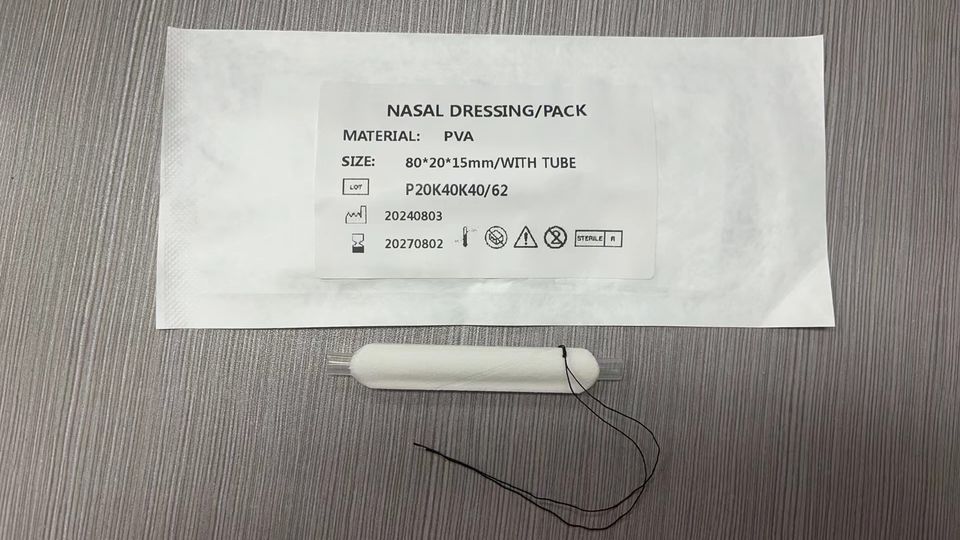 NASAL DRESSING/PACK
MATERIAL: PVA
SIZE: 80*20*15mm/WITH TUBE
LOT P20K40K40/62
20240803
20270802 STERILE R